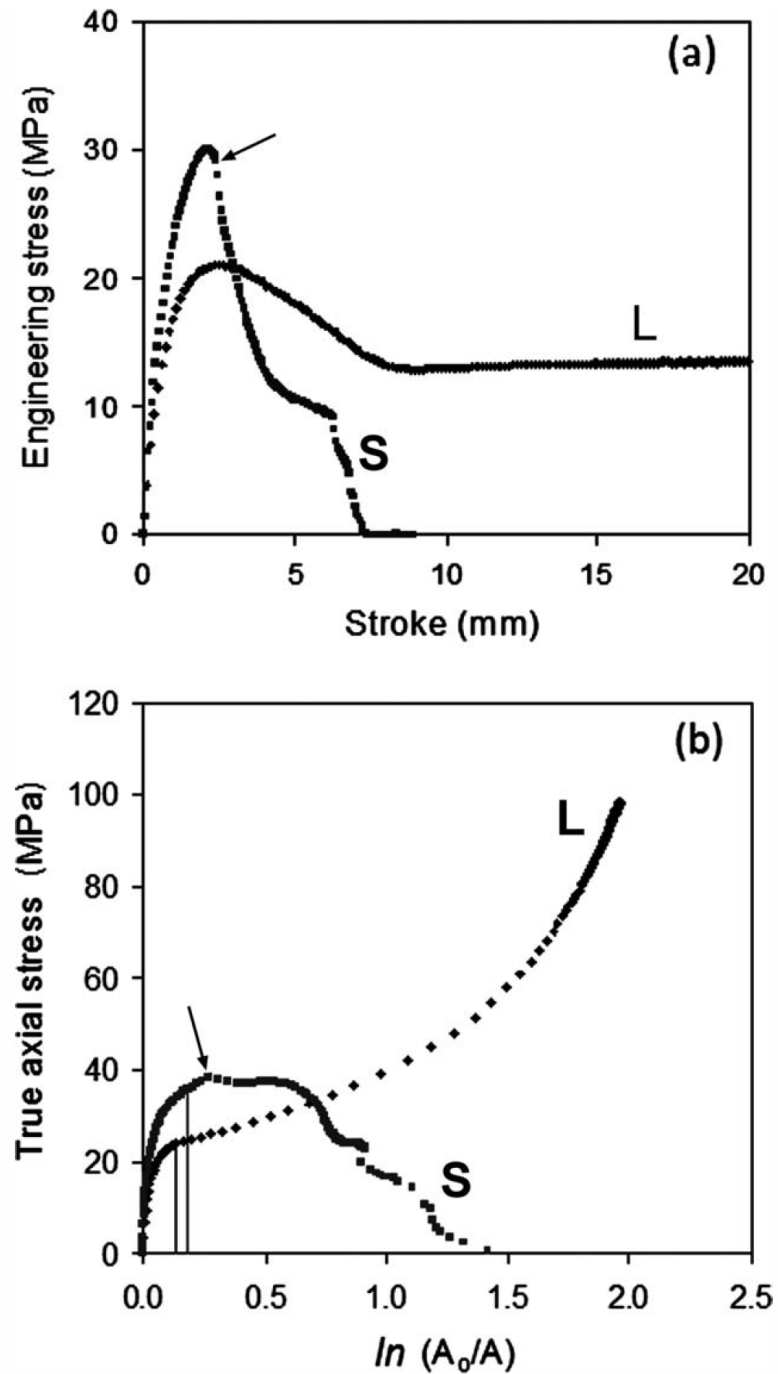 (a)
Engineering stress (MPa)
40
30
20
10
0
L
S
0 5 10 15 20
Stroke (mm)
(b)
True axial stress (MPa)
120
100
80
60
40
20
0
L
S
0.0 0.5 1.0 1.5 2.0 2.5
ln (A₀/A)